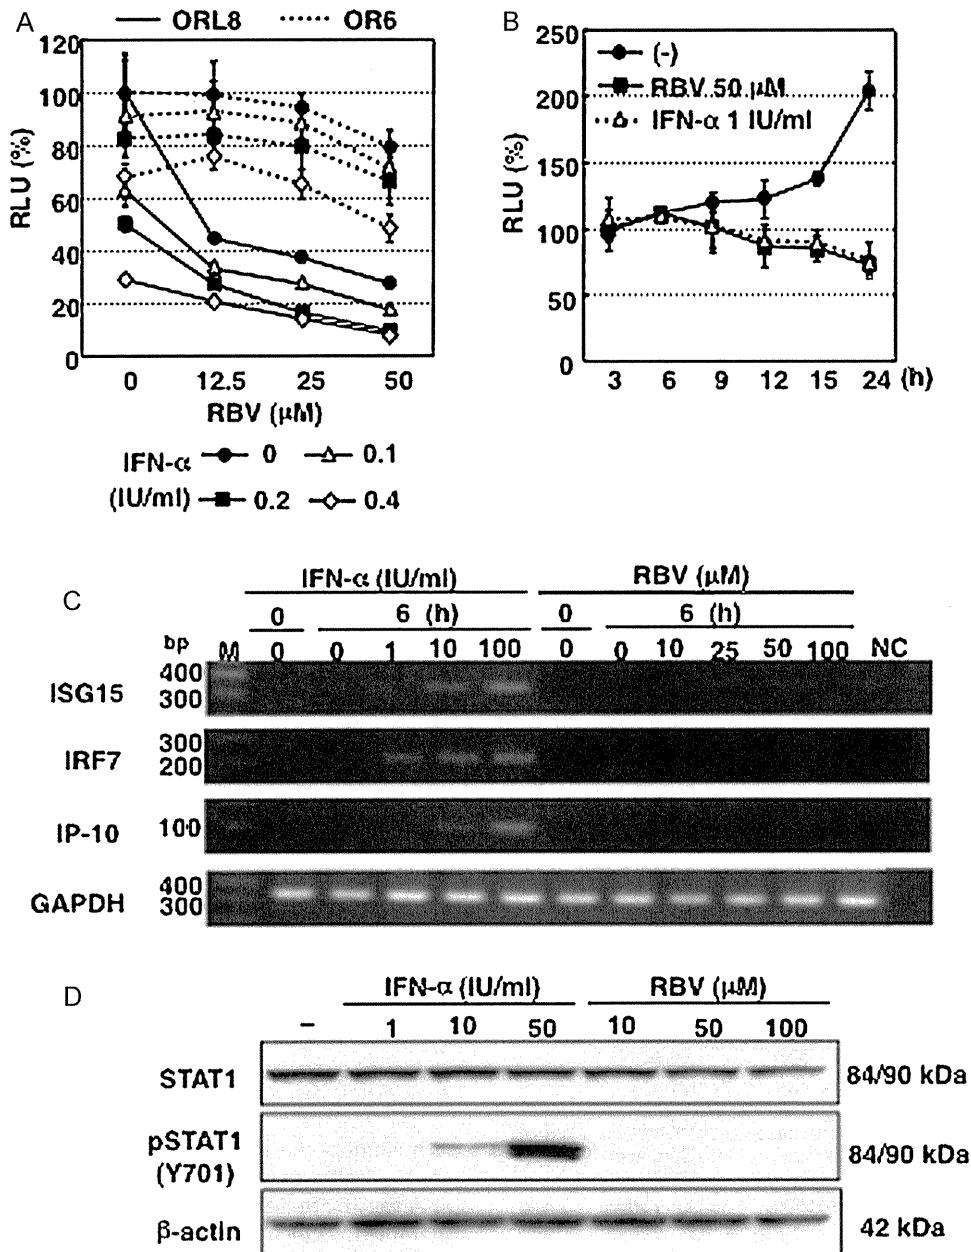 A
ORL8 OR6
120
100
80
60
40
20
0
RLU (%)
0 12.5 25 50
RBV (μM)
IFN-α 0 0.1
(IU/ml) 0.2 0.4
B
250
200
150
100
50
0
RLU (%)
(-)
RBV 50 μM
IFN-α 1 IU/ml
3 6 9 12 15 24 (h)
C
IFN-α (IU/ml) RBV (μM)
0 6 (h) 0 6 (h)
bp M 0 0 1 10 100 0 0 10 25 50 100 NC
ISG15 400
300
IRF7 300
200
IP-10 100
GAPDH 400
300
D
IFN-α (IU/ml) RBV (μM)
– 1 10 50 10 50 100
STAT1 84/90 kDa
pSTAT1
(Y701) 84/90 kDa
β-actin 42 kDa